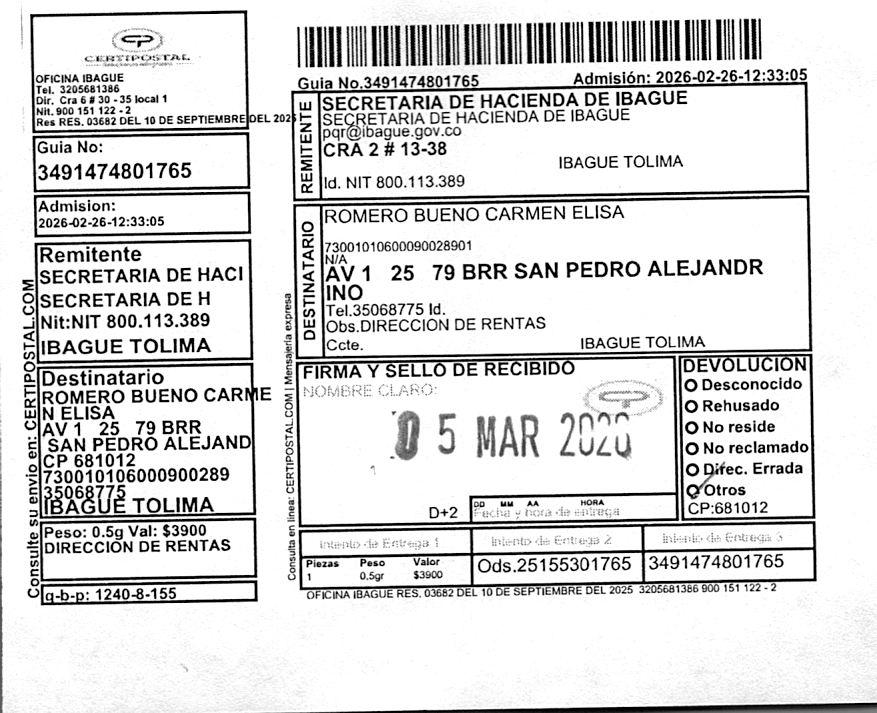 CERTIPOSTAL
OFICINA IBAGUE
Tel. 3205681386
Dir. Cra 6 # 30 - 35 local 1
Nit. 900 151 122 - 2
Res RES. 03682 DEL 10 DE SEPTIEMBRE DEL 2025
Guia No:
3491474801765
Admision:
2026-02-26-12:33:05
Remitente
SECRETARIA DE HACI
SECRETARIA DE H
Nit:NIT 800.113.389
IBAGUE TOLIMA
Destinatario
ROMERO BUENO CARME
N ELISA
AV 1 25 79 BRR
SAN PEDRO ALEJAND
CP 681012
730010106000900289
35068775
IBAGUE TOLIMA
Peso: 0.5g Val: $3900
DIRECCIÓN DE RENTAS
q-b-p: 1240-8-155
Consulte su envio en: CERTIPOSTAL.COM
Guia No.3491474801765 Admisión: 2026-02-26-12:33:05
REMITENTE
SECRETARIA DE HACIENDA DE IBAGUE
SECRETARIA DE HACIENDA DE IBAGUE
pqr@ibague.gov.co
CRA 2 # 13-38
IBAGUE TOLIMA
Id. NIT 800.113.389
DESTINATARIO
ROMERO BUENO CARMEN ELISA
73001010600090028901
N/A
AV 1 25 79 BRR SAN PEDRO ALEJANDR
INO
Tel.35068775 Id.
Obs.DIRECCION DE RENTAS
Ccte. IBAGUE TOLIMA
Consulta en línea: CERTIPOSTAL.COM | Mensajería expresa
FIRMA Y SELLO DE RECIBIDO
NOMBRE CLARO:
05 MAR 2026
D+2
DD MM AA HORA
Fecha y hora de entrega
DEVOLUCIÓN
Desconocido
Rehusado
No reside
No reclamado
Direc. Errada
Otros
CP:681012
Intento de Entrega 1 Intento de Entrega 2 Intento de Entrega 3
Piezas Peso Valor
1 0.5gr $3900
Ods.25155301765 3491474801765
OFICINA IBAGUE RES. 03682 DEL 10 DE SEPTIEMBRE DEL 2025 3205681386 900 151 122 - 2